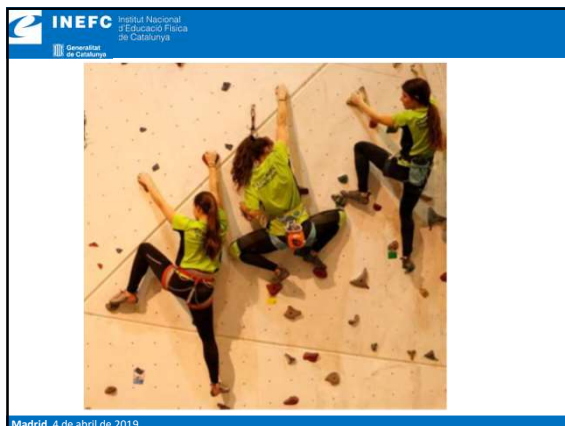 INEFC
Institut Nacional
d'Educació Física
de Catalunya
Generalitat
de Catalunya
Madrid, 4 de abril de 2019